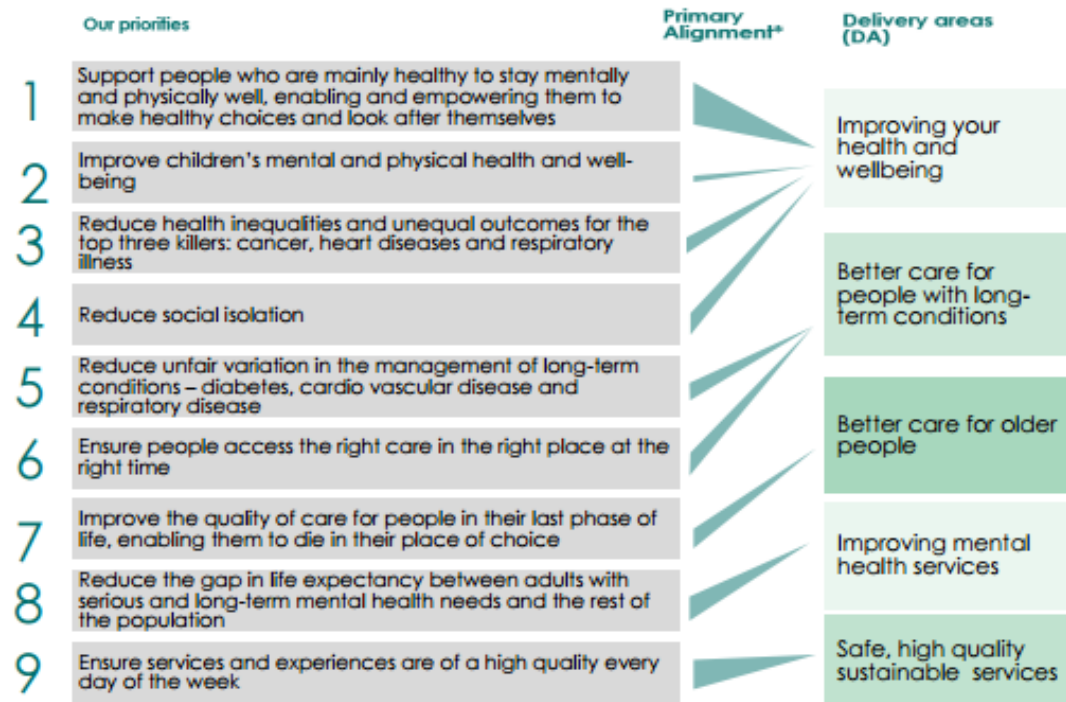 Our priorities
Primary
Alignment*
Delivery areas
(DA)
1
Support people who are mainly healthy to stay mentally
and physically well, enabling and empowering them to
make healthy choices and look after themselves
2
Improve children's mental and physical health and well-
being
3
Reduce health inequalities and unequal outcomes for the
top three killers: cancer, heart diseases and respiratory
illness
4
Reduce social isolation
5
Reduce unfair variation in the management of long-term
conditions – diabetes, cardio vascular disease and
respiratory disease
6
Ensure people access the right care in the right place at the
right time
7
Improve the quality of care for people in their last phase of
life, enabling them to die in their place of choice
8
Reduce the gap in life expectancy between adults with
serious and long-term mental health needs and the rest of
the population
9
Ensure services and experiences are of a high quality every
day of the week
Improving your
health and
wellbeing
Better care for
people with long-
term conditions
Better care for older
people
Improving mental
health services
Safe, high quality
sustainable services